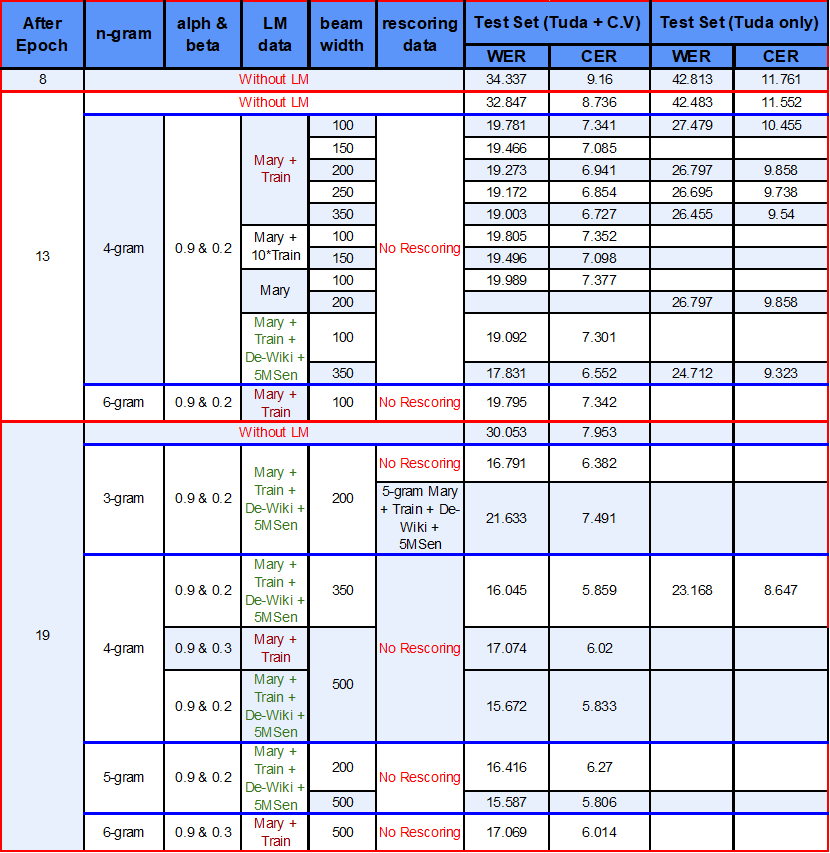 After Epoch n-gram alph & beta LM data beam width rescoring data Test Set (Tuda + C.V) Test Set (Tuda only)
WER CER WER CER
8 Without LM 34.337 9.16 42.813 11.761
13 Without LM 32.847 8.736 42.483 11.552
4-gram 0.9 & 0.2 Mary + Train 100 No Rescoring 19.781 7.341 27.479 10.455
150 19.466 7.085
200 19.273 6.941 26.797 9.858
250 19.172 6.854 26.695 9.738
350 19.003 6.727 26.455 9.54
Mary + 10*Train 100 19.805 7.352
150 19.496 7.098
Mary 100 19.989 7.377
200 26.797 9.858
Mary + Train + De-Wiki + 5MSen 100 19.092 7.301
350 17.831 6.552 24.712 9.323
6-gram 0.9 & 0.2 Mary + Train 100 No Rescoring 19.795 7.342
19 Without LM 30.053 7.953
3-gram 0.9 & 0.2 Mary + Train + De-Wiki + 5MSen 200 No Rescoring 16.791 6.382
5-gram Mary + Train + De-Wiki + 5MSen 21.633 7.491
4-gram 0.9 & 0.2 Mary + Train + De-Wiki + 5MSen 350 No Rescoring 16.045 5.859 23.168 8.647
0.9 & 0.3 Mary + Train 500 17.074 6.02
0.9 & 0.2 Mary + Train + De-Wiki + 5MSen 15.672 5.833
5-gram 0.9 & 0.2 Mary + Train + De-Wiki + 5MSen 200 No Rescoring 16.416 6.27
500 15.587 5.806
6-gram 0.9 & 0.3 Mary + Train 500 No Rescoring 17.069 6.014